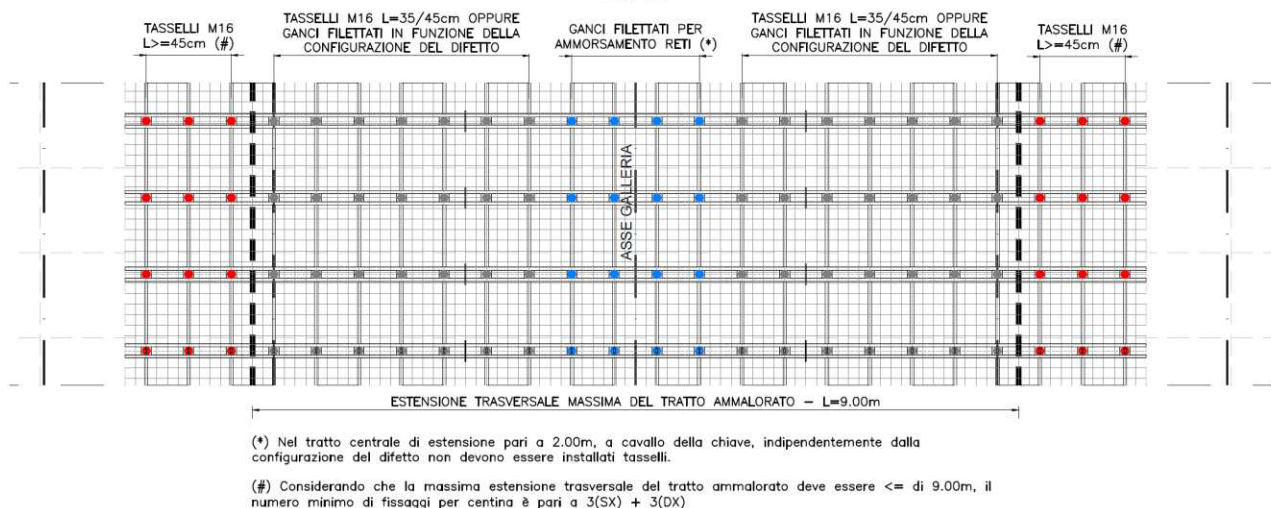 TASSELLI M16
L>=45cm (#)
TASSELLI M16 L=35/45cm OPPURE
GANCI FILETTATI IN FUNZIONE DELLA
CONFIGURAZIONE DEL DIFETTO
GANCI FILETTATI PER
AMMORSAMENTO RETI (*)
TASSELLI M16 L=35/45cm OPPURE
GANCI FILETTATI IN FUNZIONE DELLA
CONFIGURAZIONE DEL DIFETTO
TASSELLI M16
L>=45cm (#)
ASSE GALLERIA
ESTENSIONE TRASVERSALE MASSIMA DEL TRATTO AMMALORATO – L=9.00m
(*) Nel tratto centrale di estensione pari a 2.00m, a cavallo della chiave, indipendentemente dalla
configurazione del difetto non devono essere installati tasselli.
(#) Considerando che la massima estensione trasversale del tratto ammalorato deve essere <= di 9.00m, il
numero minimo di fissaggi per centina è pari a 3(SX) + 3(DX)